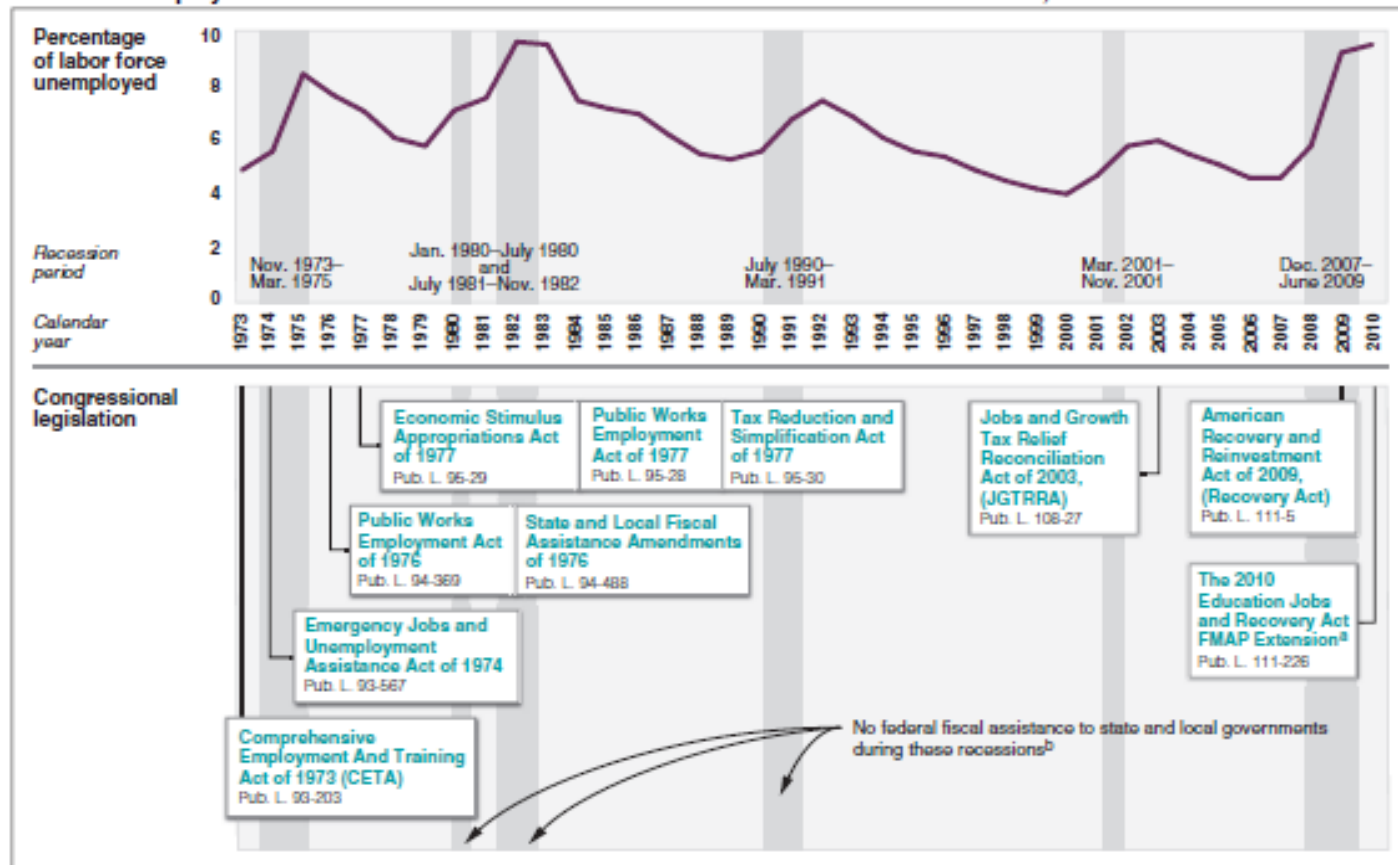 Percentage
of labor force
unemployed
10
8
6
4
2
0
Recession
period
Nov. 1973–
Mar. 1975
Jan. 1980–July 1980
and
July 1981–Nov. 1982
July 1990–
Mar. 1991
Mar. 2001–
Nov. 2001
Dec. 2007–
June 2009
Calendar
year
1973
1974
1975
1976
1977
1978
1979
1980
1981
1982
1983
1984
1985
1986
1987
1988
1989
1990
1991
1992
1993
1994
1995
1996
1997
1998
1999
2000
2001
2002
2003
2004
2005
2006
2007
2008
2009
2010
Congressional
legislation
Economic Stimulus
Appropriations Act
of 1977
Pub. L. 95-29
Public Works
Employment
Act of 1977
Pub. L. 95-28
Tax Reduction and
Simplification Act
of 1977
Pub. L. 95-30
Jobs and Growth
Tax Relief
Reconciliation
Act of 2003,
(JGTRRA)
Pub. L. 108-27
American
Recovery and
Reinvestment
Act of 2009,
(Recovery Act)
Pub. L. 111-5
Public Works
Employment Act
of 1976
Pub. L. 94-369
State and Local Fiscal
Assistance Amendments
of 1976
Pub. L. 94-488
The 2010
Education Jobs
and Recovery Act
FMAP Extensionᵃ
Pub. L. 111-226
Emergency Jobs and
Unemployment
Assistance Act of 1974
Pub. L. 93-567
Comprehensive
Employment And Training
Act of 1973 (CETA)
Pub. L. 93-203
No federal fiscal assistance to state and local governments
during these recessionsᵇ